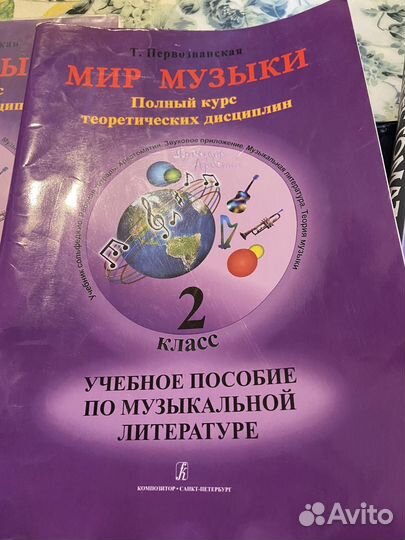 Т. Первозванская
МИР МУЗЫКИ
Полный курс
теоретических дисциплин
Учебник сольфеджио. Рабочая тетрадь. Хрестоматии. Звуковое приложение. Музыкальная литература. Теория музыки
2
класс
УЧЕБНОЕ ПОСОБИЕ
ПО МУЗЫКАЛЬНОЙ
ЛИТЕРАТУРЕ
КОМПОЗИТОР • САНКТ-ПЕТЕРБУРГ
Avito